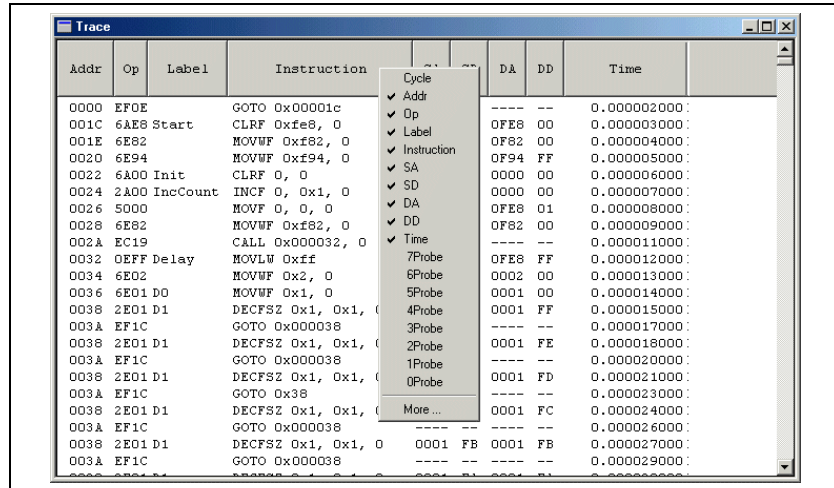 Trace
Addr Op Label Instruction DA DD Time
Cycle
Addr
Op
Label
Instruction
SA
SD
DA
DD
Time
7Probe
6Probe
5Probe
4Probe
3Probe
2Probe
1Probe
0Probe
More ...
0000 EF0E GOTO 0x00001c ---- -- 0.000002000
001C 6AE8 Start CLRF 0xfe8, 0 0FE8 00 0.000003000
001E 6E82 MOVWF 0xf82, 0 0F82 00 0.000004000
0020 6E94 MOVWF 0xf94, 0 0F94 FF 0.000005000
0022 6A00 Init CLRF 0, 0 0000 00 0.000006000
0024 2A00 IncCount INCF 0, 0x1, 0 0000 00 0.000007000
0026 5000 MOVF 0, 0, 0 0FE8 01 0.000008000
0028 6E82 MOVWF 0xf82, 0 0F82 00 0.000009000
002A EC19 CALL 0x000032, 0 ---- -- 0.000011000
0032 0EFF Delay MOVLW 0xff 0FE8 FF 0.000012000
0034 6E02 MOVWF 0x2, 0 0002 00 0.000013000
0036 6E01 D0 MOVWF 0x1, 0 0001 00 0.000014000
0038 2E01 D1 DECFSZ 0x1, 0x1, 0001 FF 0.000015000
003A EF1C GOTO 0x000038 ---- -- 0.000017000
0038 2E01 D1 DECFSZ 0x1, 0x1, 0001 FE 0.000018000
003A EF1C GOTO 0x000038 ---- -- 0.000020000
0038 2E01 D1 DECFSZ 0x1, 0x1, 0001 FD 0.000021000
003A EF1C GOTO 0x38 ---- -- 0.000023000
0038 2E01 D1 DECFSZ 0x1, 0x1, 0001 FC 0.000024000
003A EF1C GOTO 0x000038 ---- -- ---- -- 0.000026000
0038 2E01 D1 DECFSZ 0x1, 0x1, 0 0001 FB 0001 FB 0.000027000
003A EF1C GOTO 0x000038 ---- -- ---- -- 0.000029000